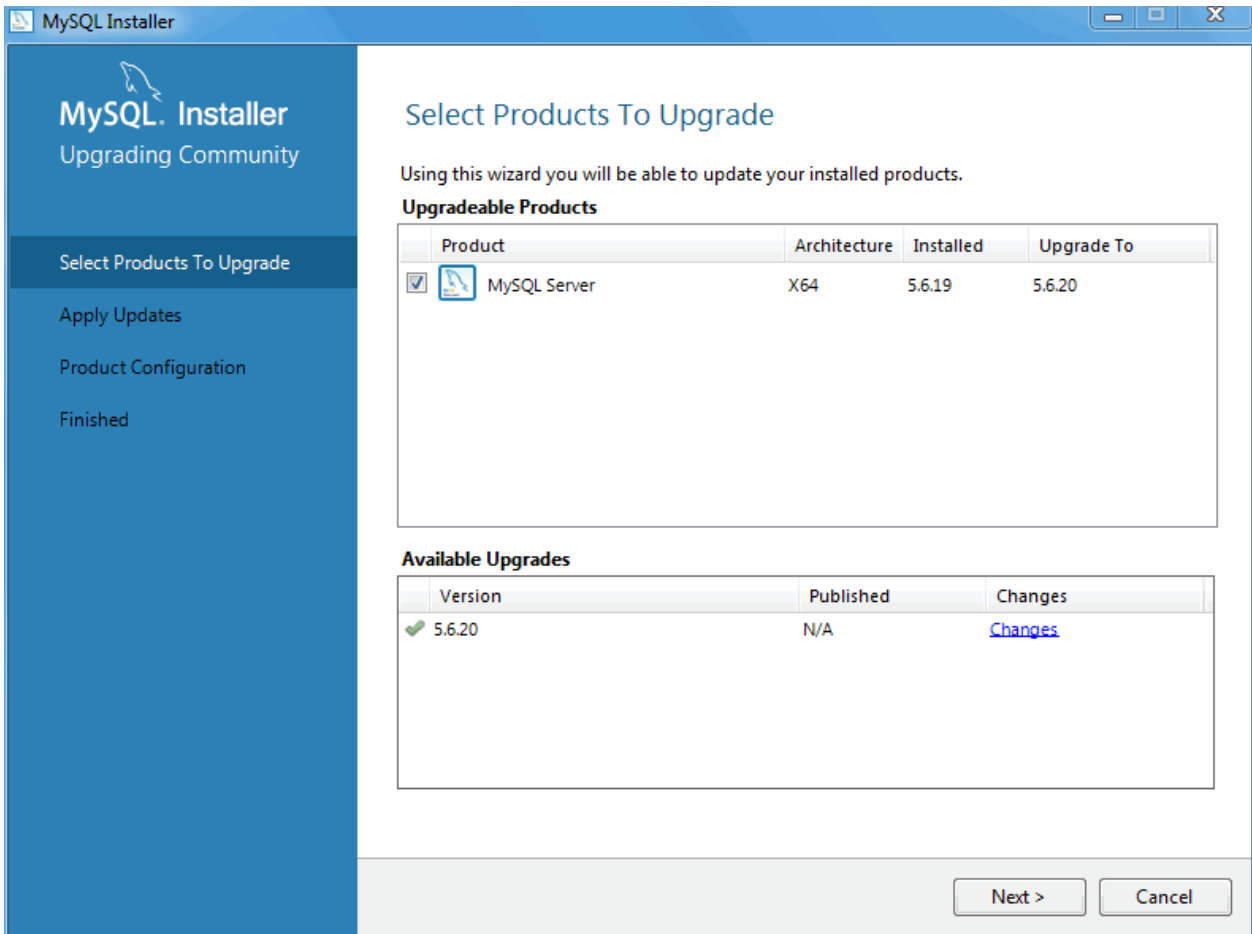 MySQL Installer
MySQL. Installer
Upgrading Community
Select Products To Upgrade
Apply Updates
Product Configuration
Finished
Select Products To Upgrade
Using this wizard you will be able to update your installed products.
Upgradeable Products
Product Architecture Installed Upgrade To
MySQL Server X64 5.6.19 5.6.20
Available Upgrades
Version Published Changes
5.6.20 N/A Changes
Next > Cancel